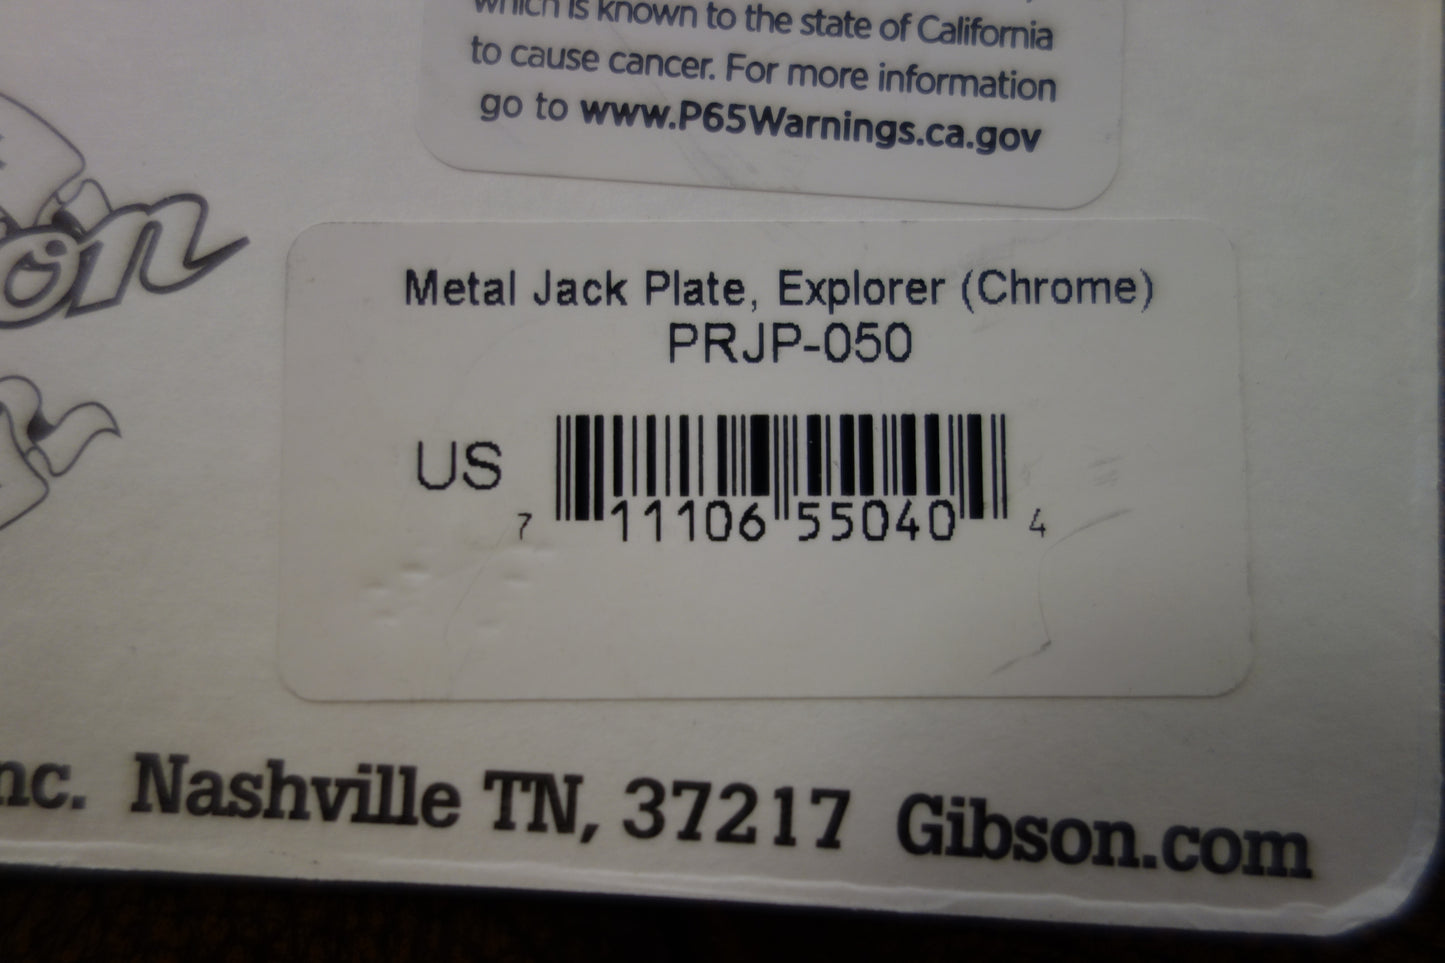 which is known to the state of California
to cause cancer. For more information
go to www.P65Warnings.ca.gov
on
Metal Jack Plate, Explorer (Chrome)
PRJP-050
US
7 11106 55040 4
nc. Nashville TN, 37217 Gibson.com